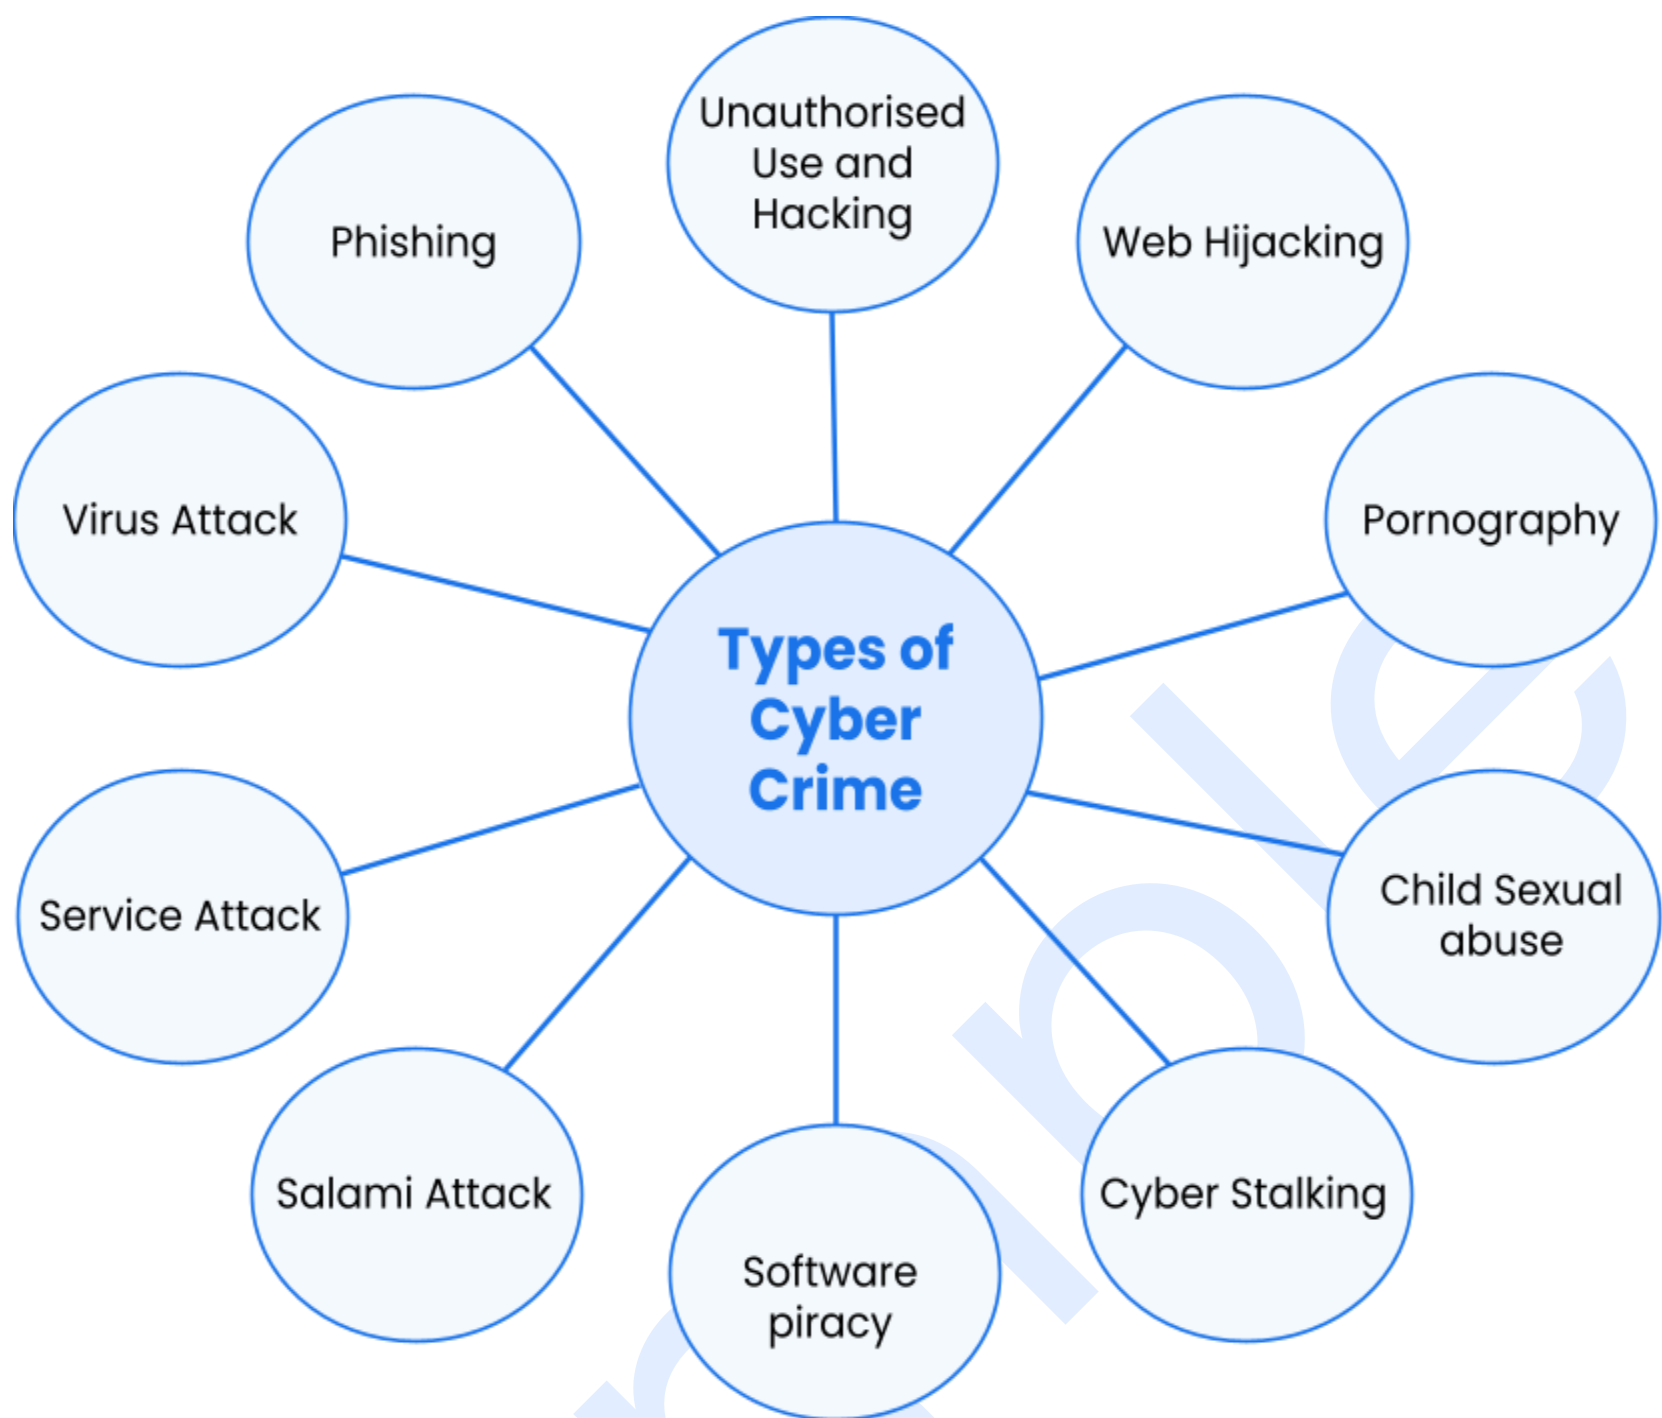 Unauthorised
Use and
Hacking
Phishing
Web Hijacking
Virus Attack
Pornography
Types of
Cyber
Crime
Service Attack
Child Sexual
abuse
Salami Attack
Cyber Stalking
Software
piracy